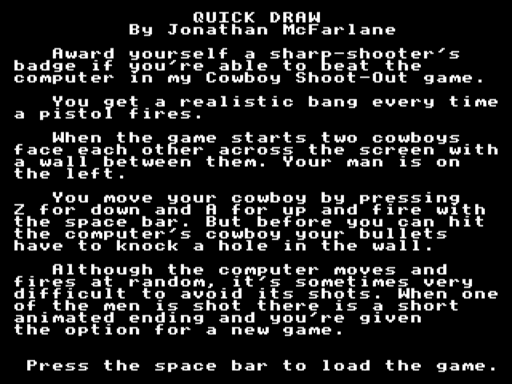 QUICK DRAW
By Jonathan McFarlane
Award yourself a sharp-shooter's
badge if you're able to beat the
computer in my Cowboy Shoot-Out game.
You get a realistic bang every time
a pistol fires.
When the game starts two cowboys
face each other across the screen with
a wall between them. Your man is on
the left.
You move your cowboy by pressing
Z for down and A for up and fire with
the space bar. But before you can hit
the computer's cowboy your bullets
have to knock a hole in the wall.
Although the computer moves and
fires at random, it's sometimes very
difficult to avoid its shots. When one
of the men is shot there is a short
animated ending and you're given
the option for a new game.
Press the space bar to load the game.